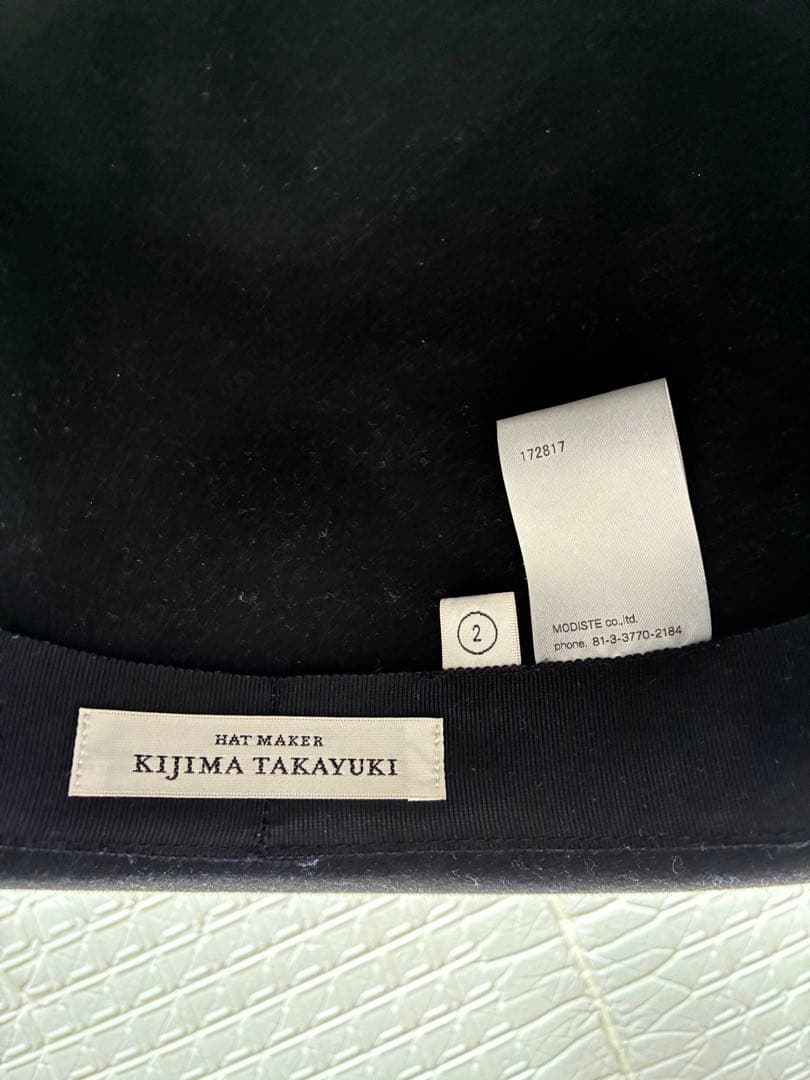 172817
MODISTE co.,ltd.
phone. 81-3-3770-2184
2
HAT MAKER
KIJIMA TAKAYUKI